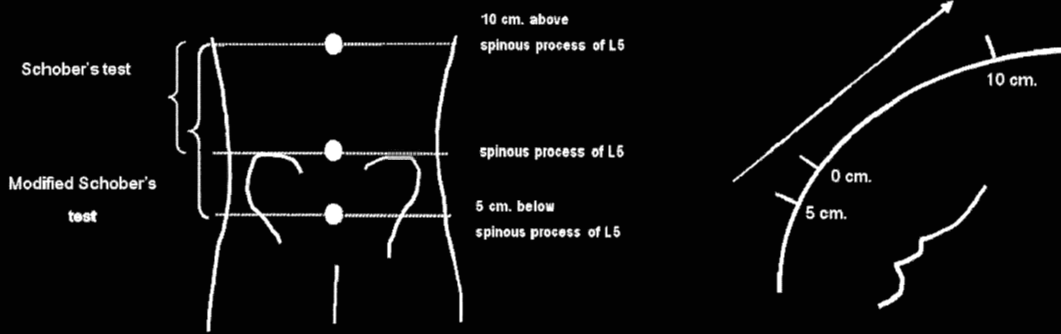 10 cm. above
spinous process of L5
Schober's test
spinous process of L5
Modified Schober's
test
5 cm. below
spinous process of L5
10 cm.
0 cm.
5 cm.